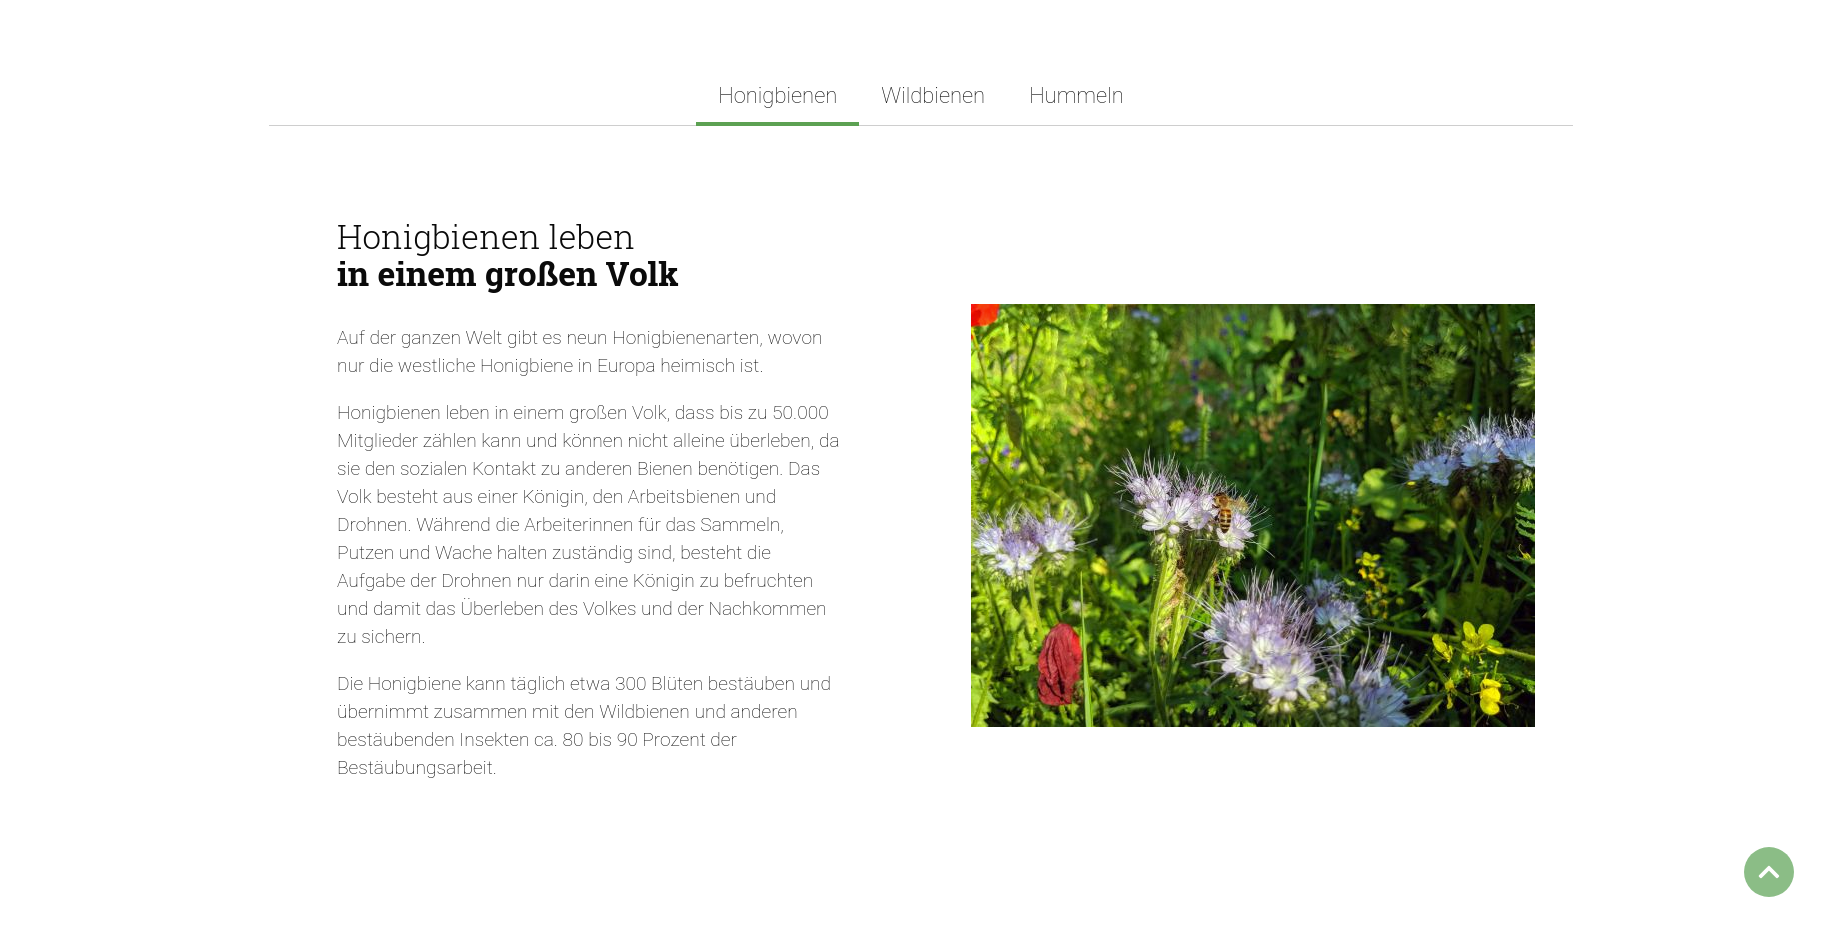 Honigbienen Wildbienen Hummeln
Honigbienen leben
in einem großen Volk
Auf der ganzen Welt gibt es neun Honigbienenarten, wovon
nur die westliche Honigbiene in Europa heimisch ist.
Honigbienen leben in einem großen Volk, dass bis zu 50.000
Mitglieder zählen kann und können nicht alleine überleben, da
sie den sozialen Kontakt zu anderen Bienen benötigen. Das
Volk besteht aus einer Königin, den Arbeitsbienen und
Drohnen. Während die Arbeiterinnen für das Sammeln,
Putzen und Wache halten zuständig sind, besteht die
Aufgabe der Drohnen nur darin eine Königin zu befruchten
und damit das Überleben des Volkes und der Nachkommen
zu sichern.
Die Honigbiene kann täglich etwa 300 Blüten bestäuben und
übernimmt zusammen mit den Wildbienen und anderen
bestäubenden Insekten ca. 80 bis 90 Prozent der
Bestäubungsarbeit.